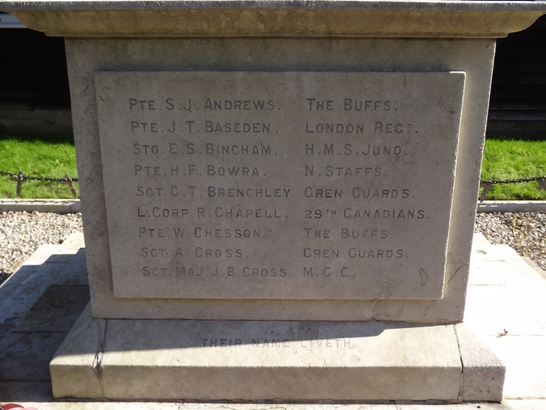 PTE. S. J. ANDREWS. THE BUFFS.
PTE. J. T. BASEDEN. LONDON REGT.
STO. E. S. BINGHAM. H.M.S. JUNO.
PTE. H. F. BOWRA. N. STAFFS.
SGT. G. T. BRENCHLEY. GREN GUARDS.
L. CORP. R. CHAPELL. 29TH CANADIANS.
PTE. W. CHESSON. THE BUFFS.
SGT. A. CROSS. GREN GUARDS.
SGT. MAJ. J. B. CROSS. M.G.C.
THEIR NAME LIVETH